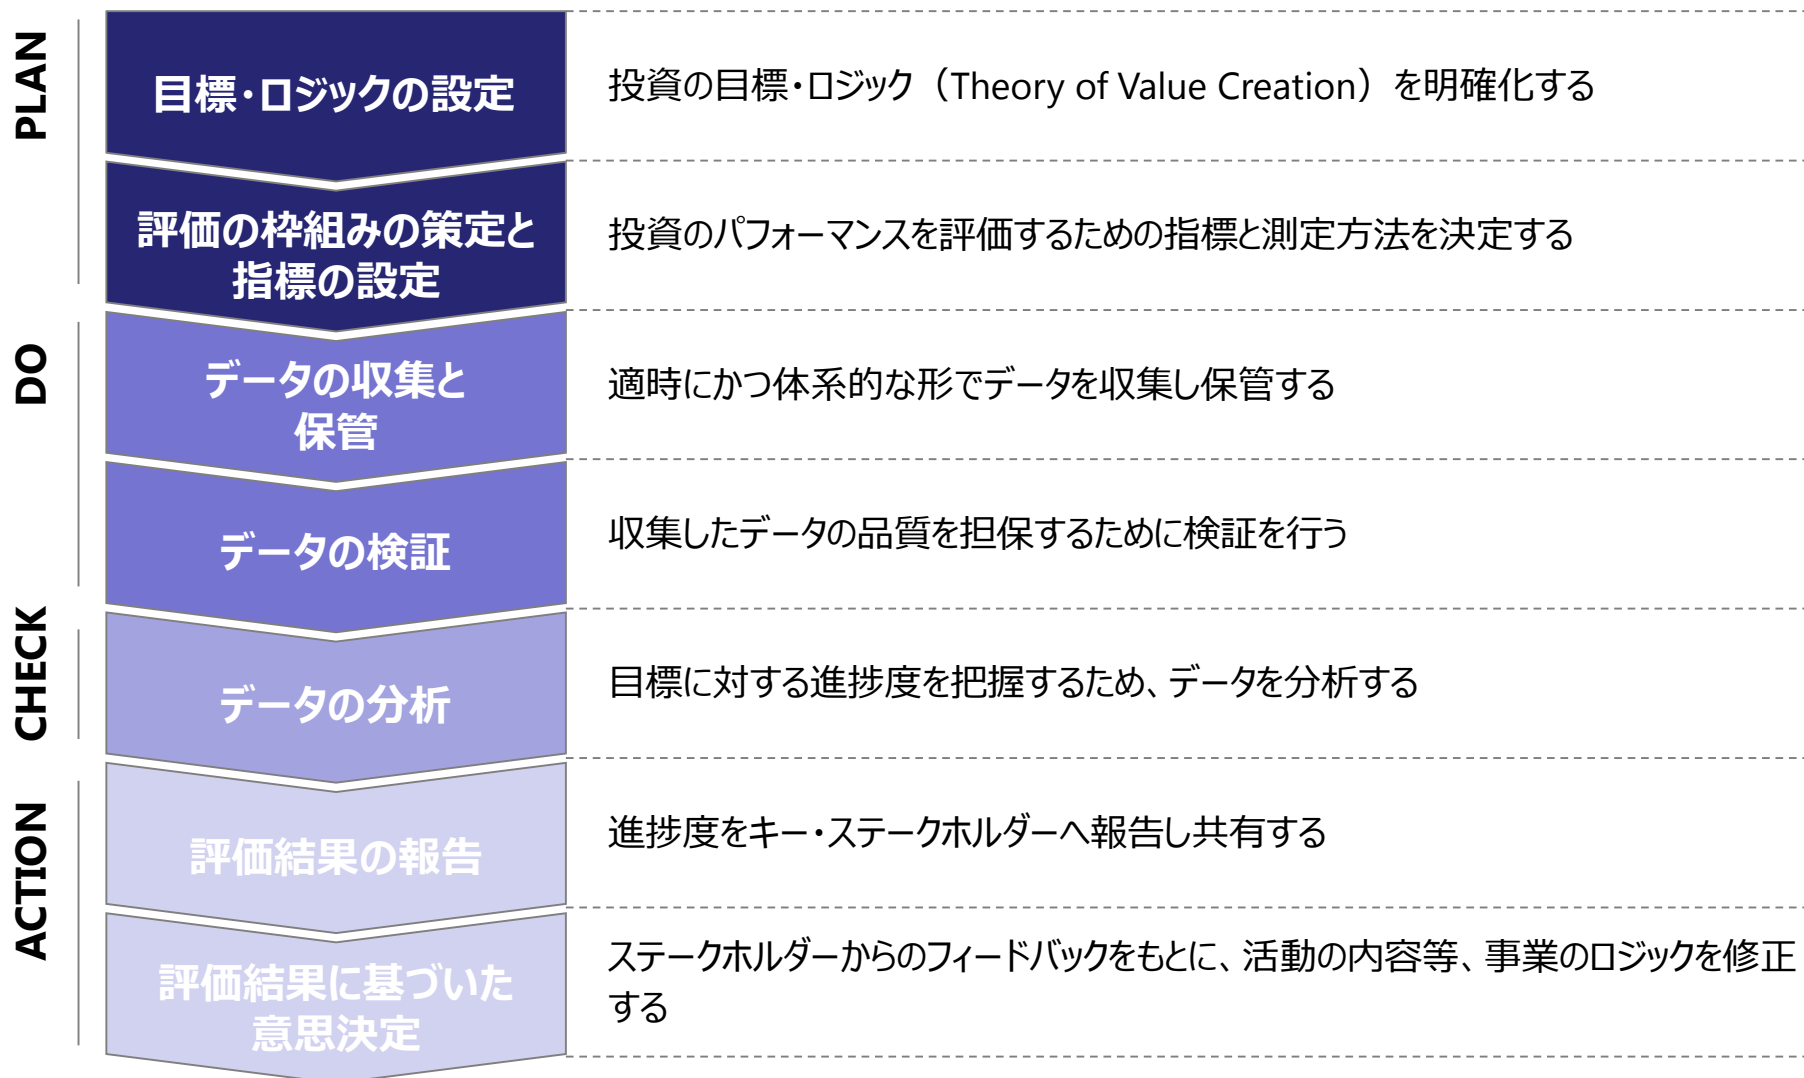 PLAN
目標・ロジックの設定
投資の目標・ロジック（Theory of Value Creation）を明確化する
評価の枠組みの策定と
指標の設定
投資のパフォーマンスを評価するための指標と測定方法を決定する
DO
データの収集と
保管
適時にかつ体系的な形でデータを収集し保管する
データの検証
収集したデータの品質を担保するために検証を行う
CHECK
データの分析
目標に対する進捗度を把握するため、データを分析する
ACTION
評価結果の報告
進捗度をキー・ステークホルダーへ報告し共有する
評価結果に基づいた
意思決定
ステークホルダーからのフィードバックをもとに、活動の内容等、事業のロジックを修正
する